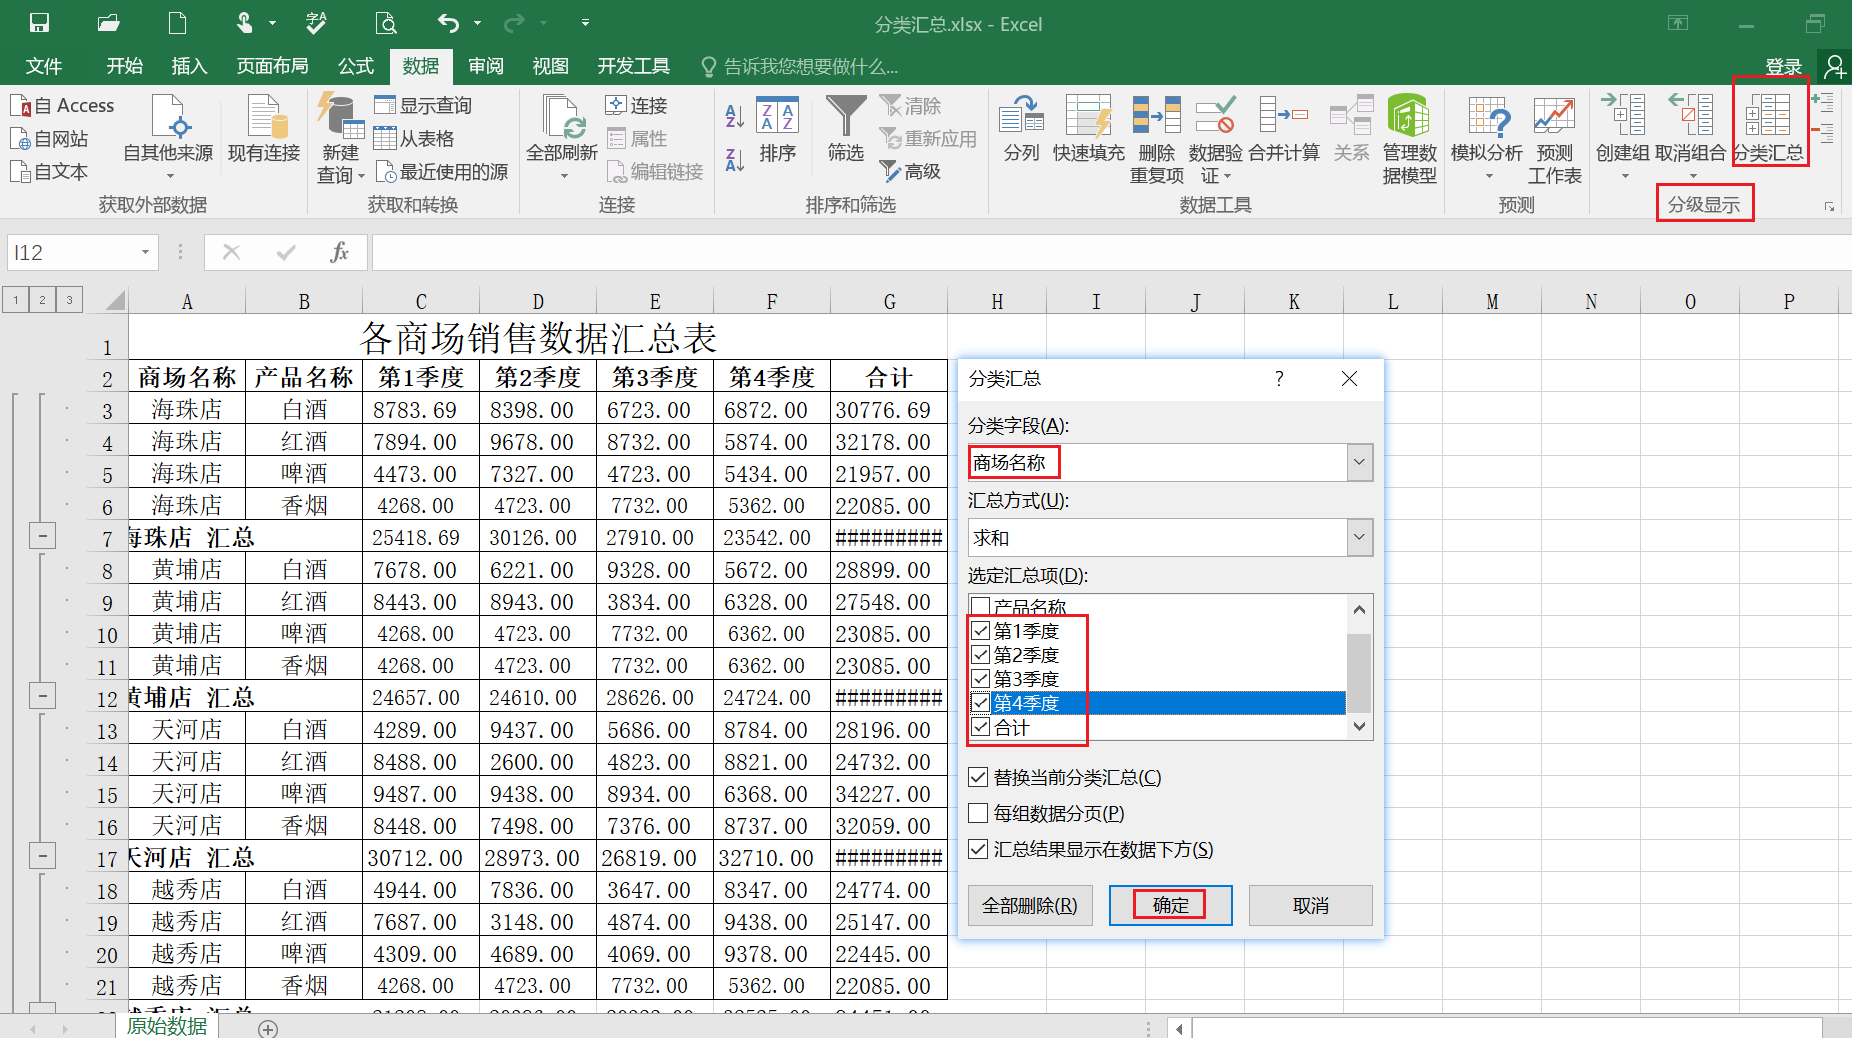 分类汇总.xlsx - Excel
文件 开始 插入 页面布局 公式 数据 审阅 视图 开发工具 告诉我您想要做什么... 登录
自 Access
自网站
自文本
自其他来源
现有连接
获取外部数据
新建
查询
显示查询
从表格
最近使用的源
获取和转换
全部刷新
连接
属性
编辑链接
连接
排序
筛选
清除
重新应用
高级
排序和筛选
分列
快速填充
删除
重复项
数据验
证
合并计算
关系
管理数
据模型
数据工具
模拟分析
预测
工作表
预测
创建组
取消组合
分类汇总
分级显示
I12
fx
1 2 3
A B C D E F G H I J K L M N O P
1 各商场销售数据汇总表
2 商场名称 产品名称 第1季度 第2季度 第3季度 第4季度 合计
3 海珠店 白酒 8783.69 8398.00 6723.00 6872.00 30776.69
4 海珠店 红酒 7894.00 9678.00 8732.00 5874.00 32178.00
5 海珠店 啤酒 4473.00 7327.00 4723.00 5434.00 21957.00
6 海珠店 香烟 4268.00 4723.00 7732.00 5362.00 22085.00
7 海珠店 汇总 25418.69 30126.00 27910.00 23542.00 #########
8 黄埔店 白酒 7678.00 6221.00 9328.00 5672.00 28899.00
9 黄埔店 红酒 8443.00 8943.00 3834.00 6328.00 27548.00
10 黄埔店 啤酒 4268.00 4723.00 7732.00 6362.00 23085.00
11 黄埔店 香烟 4268.00 4723.00 7732.00 6362.00 23085.00
12 黄埔店 汇总 24657.00 24610.00 28626.00 24724.00 #########
13 天河店 白酒 4289.00 9437.00 5686.00 8784.00 28196.00
14 天河店 红酒 8488.00 2600.00 4823.00 8821.00 24732.00
15 天河店 啤酒 9487.00 9438.00 8934.00 6368.00 34227.00
16 天河店 香烟 8448.00 7498.00 7376.00 8737.00 32059.00
17 天河店 汇总 30712.00 28973.00 26819.00 32710.00 #########
18 越秀店 白酒 4944.00 7836.00 3647.00 8347.00 24774.00
19 越秀店 红酒 7687.00 3148.00 4874.00 9438.00 25147.00
20 越秀店 啤酒 4309.00 4689.00 4069.00 9378.00 22445.00
21 越秀店 香烟 4268.00 4723.00 7732.00 5362.00 22085.00
越秀店 汇总
原始数据
分类汇总 ?
分类字段(A):
商场名称
汇总方式(U):
求和
选定汇总项(D):
产品名称
第1季度
第2季度
第3季度
第4季度
合计
替换当前分类汇总(C)
每组数据分页(P)
汇总结果显示在数据下方(S)
全部删除(R) 确定 取消